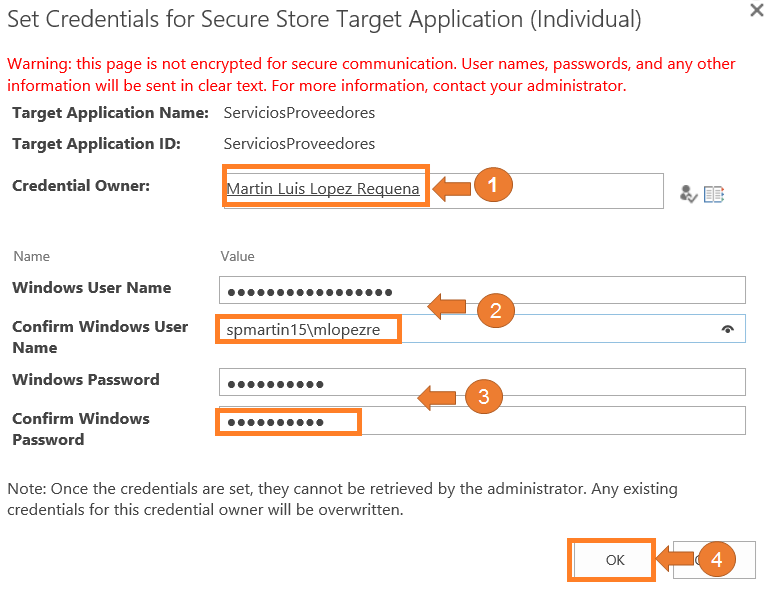 Set Credentials for Secure Store Target Application (Individual)
Warning: this page is not encrypted for secure communication. User names, passwords, and any other
information will be sent in clear text. For more information, contact your administrator.
Target Application Name: ServiciosProveedores
Target Application ID: ServiciosProveedores
Credential Owner: Martin Luis Lopez Requena 1
Name Value
Windows User Name ●●●●●●●●●●●●●●●●●
2
Confirm Windows User
Name
spmartin15\mlopezre
Windows Password ●●●●●●●●●●
3
Confirm Windows
Password
●●●●●●●●●●
Note: Once the credentials are set, they cannot be retrieved by the administrator. Any existing
credentials for this credential owner will be overwritten.
OK 4